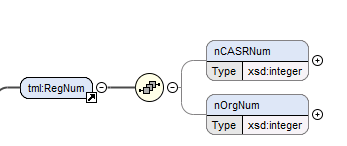 nCASRNum
Type xsd:integer
tml:RegNum
nOrgNum
Type xsd:integer